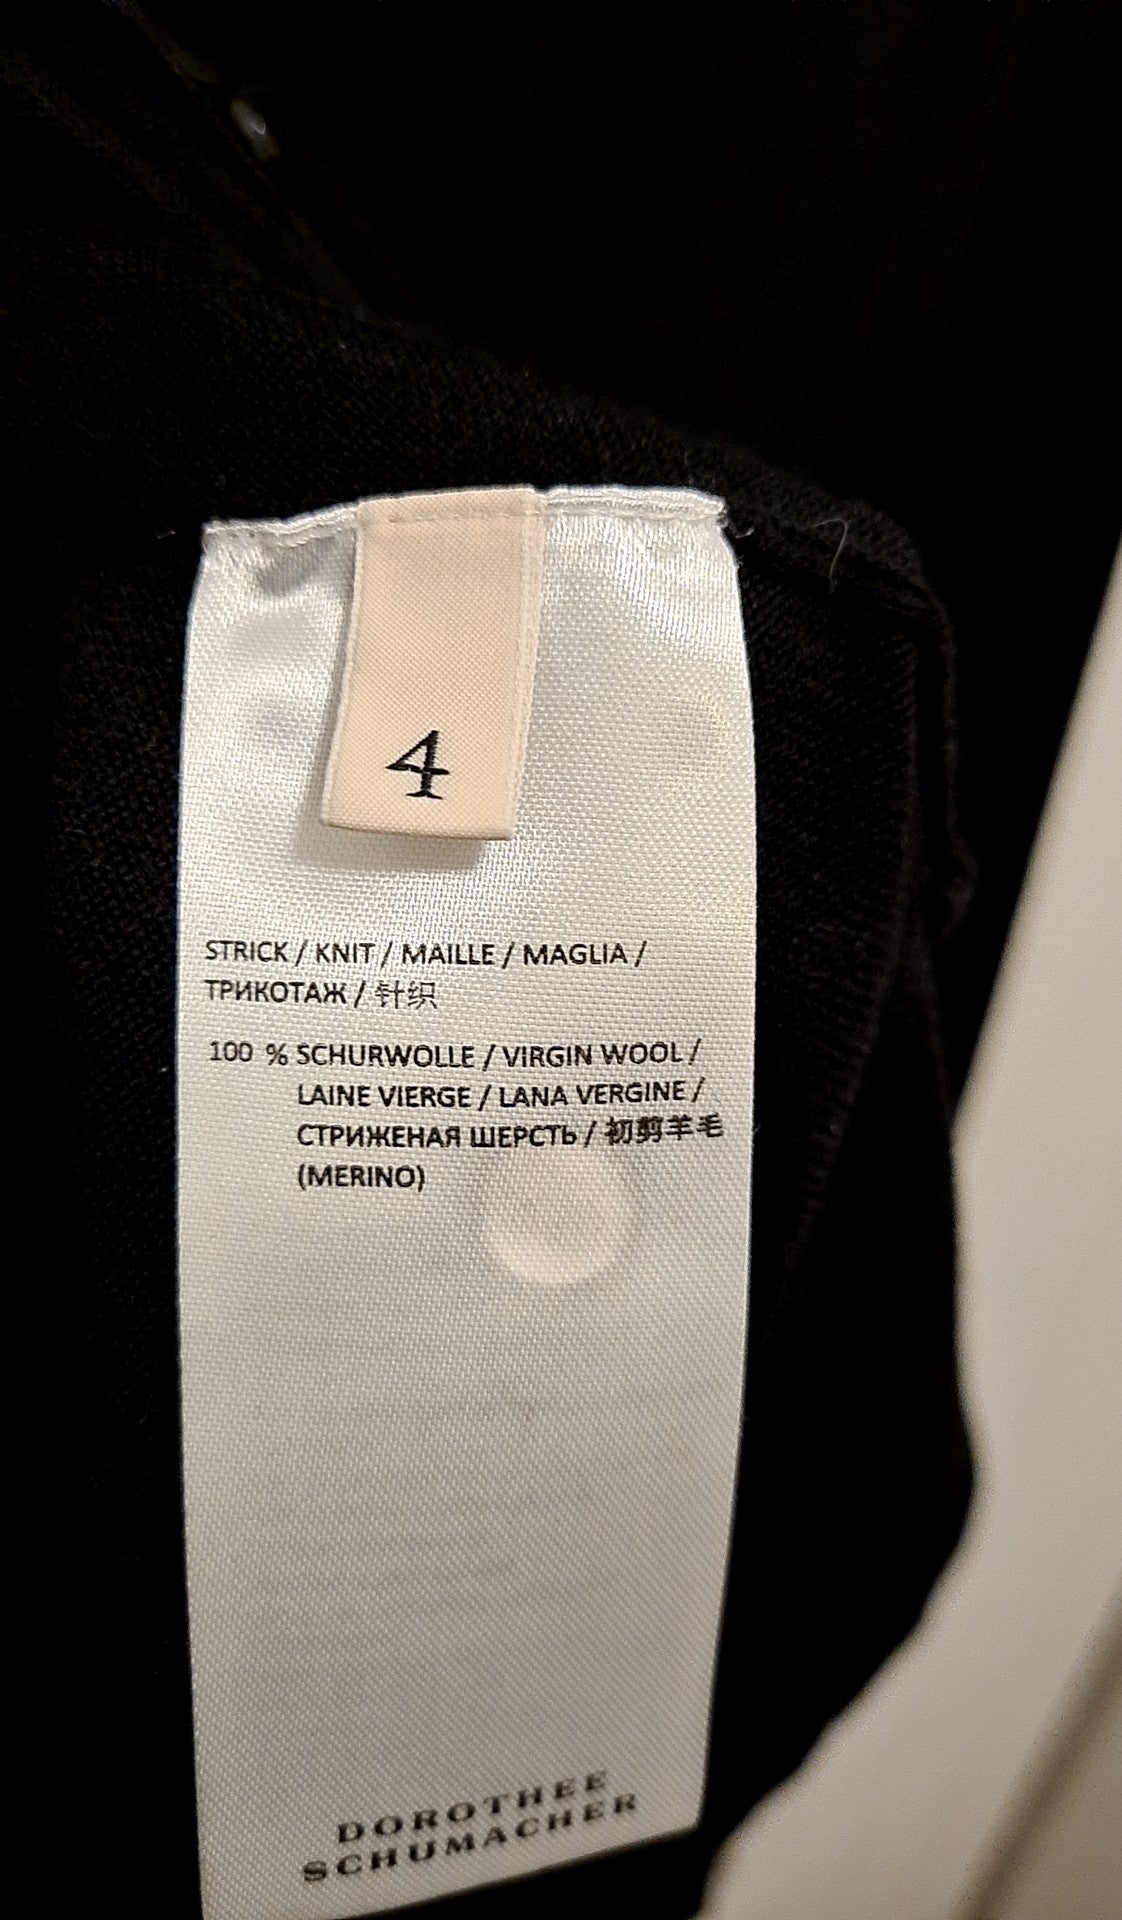 4
STRICK / KNIT / MAILLE / MAGLIA /
ТРИКОТАЖ / 针织
100 % SCHURWOLLE / VIRGIN WOOL /
LAINE VIERGE / LANA VERGINE /
СТРИЖЕНАЯ ШЕРСТЬ / 初剪羊毛
(MERINO)
DOROTHEE
SCHUMACHER